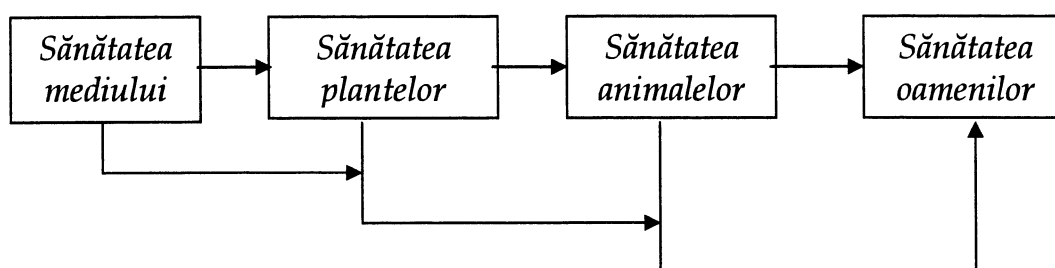 Sănătatea
mediului
Sănătatea
plantelor
Sănătatea
animalelor
Sănătatea
oamenilor